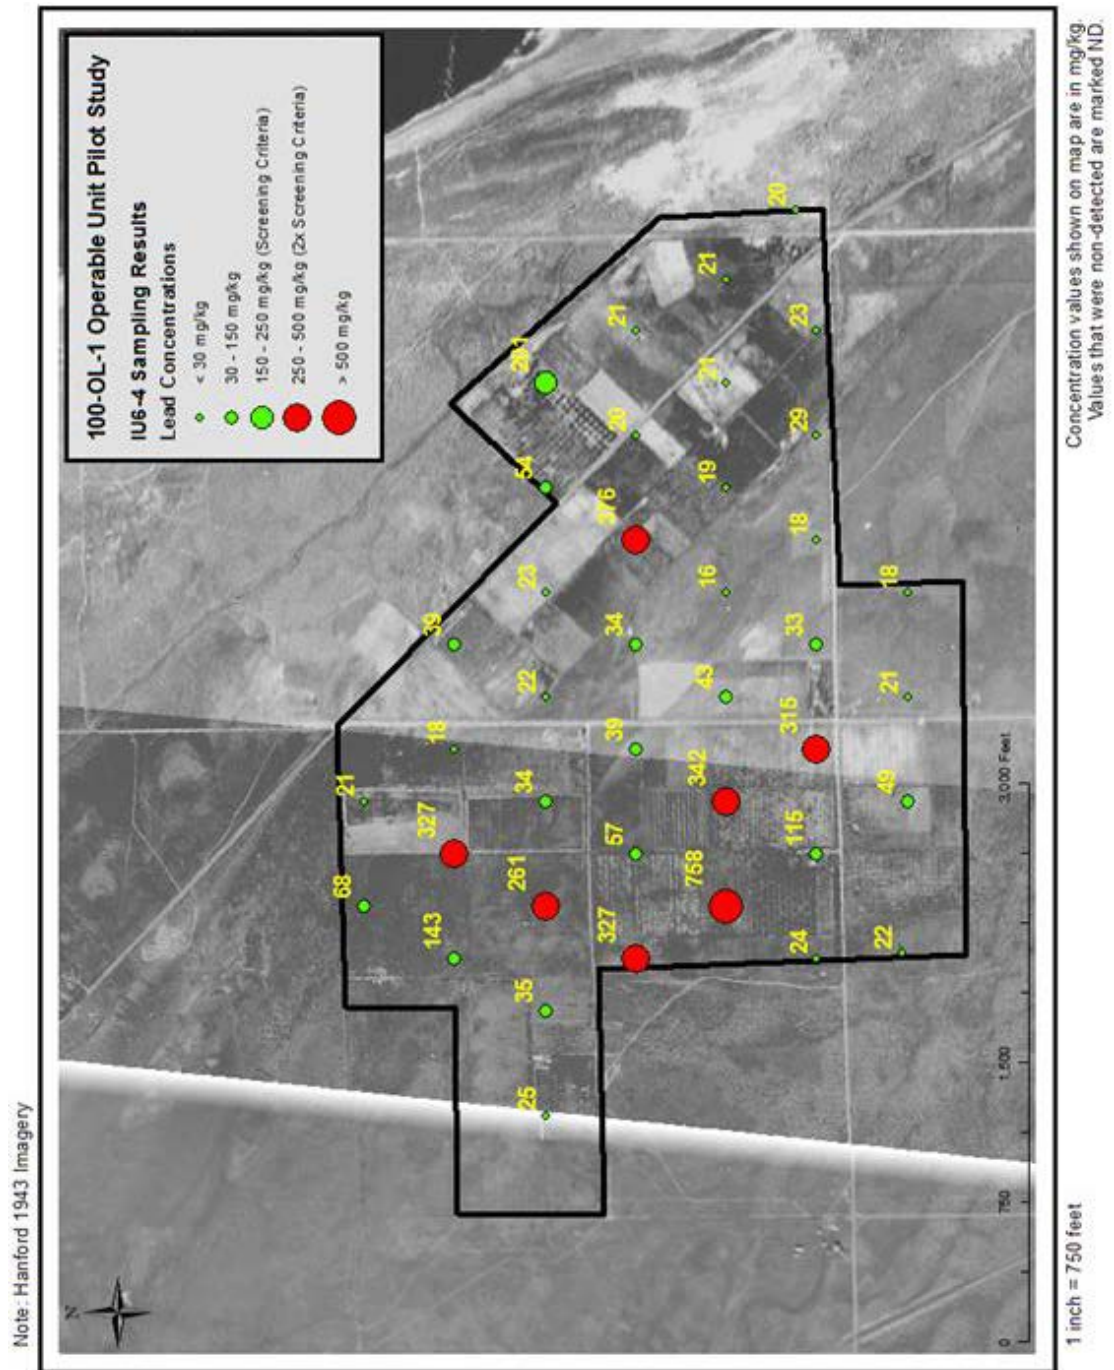 Note: Hanford 1943 Imagery
N
100-OL-1 Operable Unit Pilot Study
IU6-4 Sampling Results
Lead Concentrations
< 30 mg/kg
30 - 150 mg/kg
150 - 250 mg/kg (Screening Criteria)
250 - 500 mg/kg (2x Screening Criteria)
> 500 mg/kg
68 21
143 327 18 39
25 35 261 34 22 23 54 201
327 57 39 34 376 20 21
758 342 43 16 19 21 21
24 115 315 33 18 29 23 20
22 49 21 18
0 750 1,500 3,000 Feet
1 inch = 750 feet
Concentration values shown on map are in mg/kg.
Values that were non-detected are marked ND.